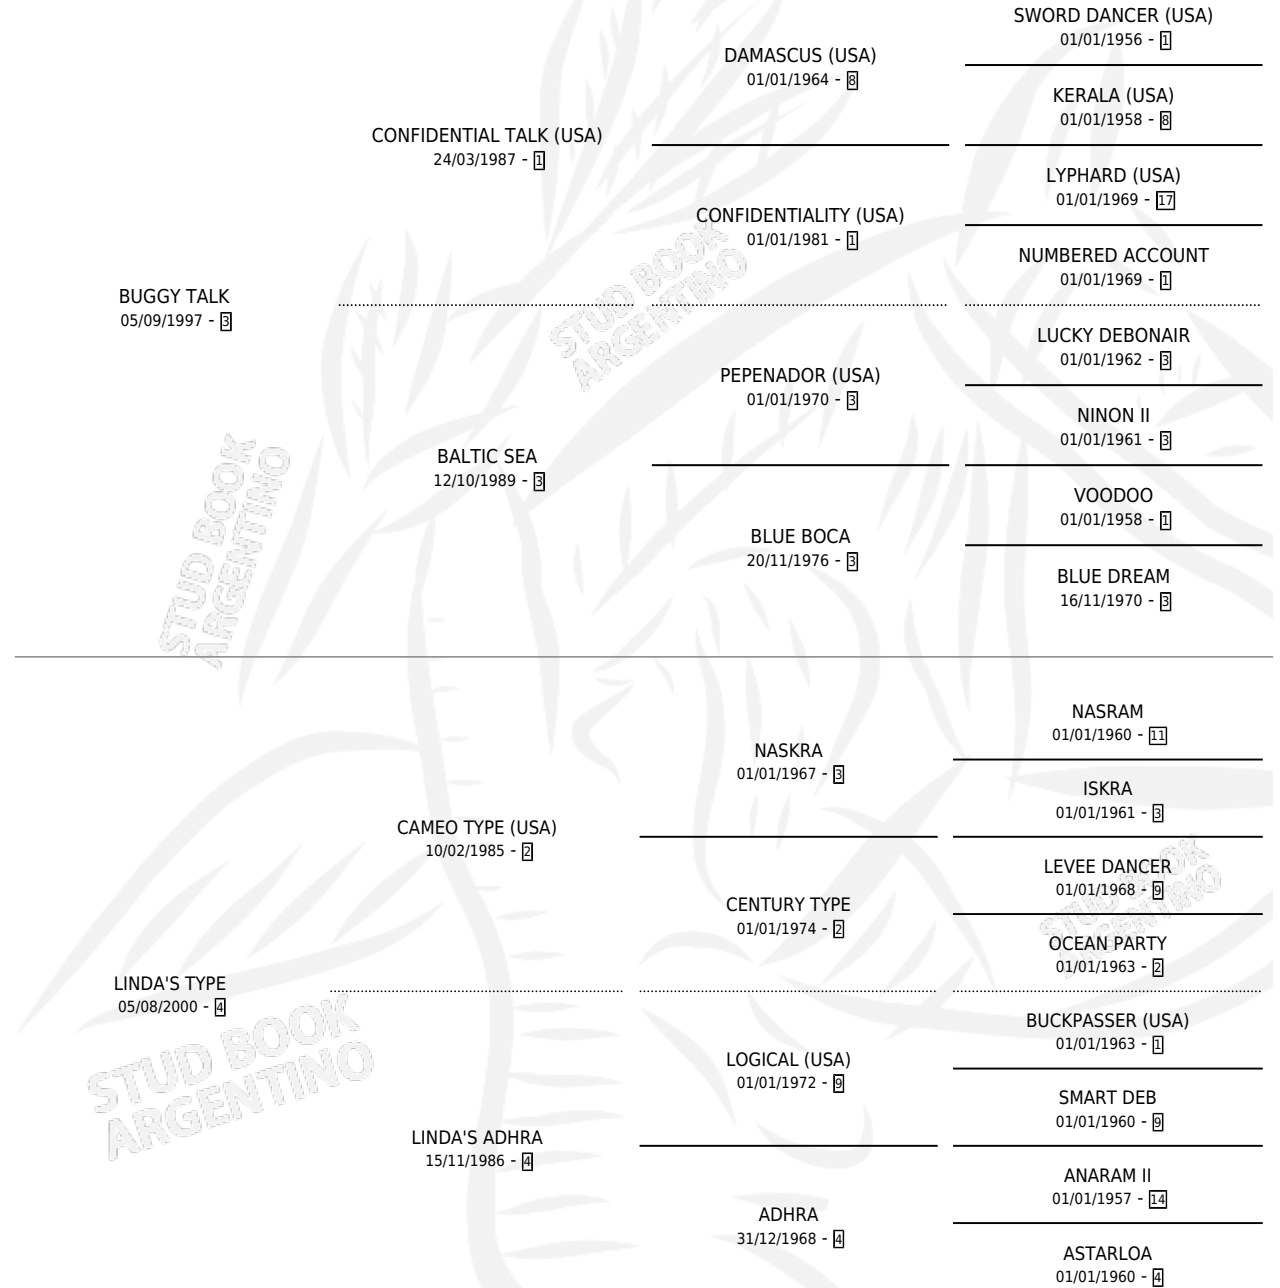 SWORD DANCER (USA)
01/01/1956 - 1
DAMASCUS (USA)
01/01/1964 - 8
KERALA (USA)
01/01/1958 - 8
CONFIDENTIAL TALK (USA)
24/03/1987 - 1
LYPHARD (USA)
01/01/1969 - 17
CONFIDENTIALITY (USA)
01/01/1981 - 1
NUMBERED ACCOUNT
01/01/1969 - 1
BUGGY TALK
05/09/1997 - 3
LUCKY DEBONAIR
01/01/1962 - 3
PEPENADOR (USA)
01/01/1970 - 3
NINON II
01/01/1961 - 3
BALTIC SEA
12/10/1989 - 3
VOODOO
01/01/1958 - 1
BLUE BOCA
20/11/1976 - 3
BLUE DREAM
16/11/1970 - 3
STUD BOOK
ARGENTINO
STUD BOOK
ARGENTINO
NASRAM
01/01/1960 - 11
NASKRA
01/01/1967 - 3
ISKRA
01/01/1961 - 3
CAMEO TYPE (USA)
10/02/1985 - 2
LEVEE DANCER
01/01/1968 - 9
CENTURY TYPE
01/01/1974 - 2
OCEAN PARTY
01/01/1963 - 2
STUD BOOK
ARGENTINO
LINDA'S TYPE
05/08/2000 - 4
BUCKPASSER (USA)
01/01/1963 - 1
LOGICAL (USA)
01/01/1972 - 9
SMART DEB
01/01/1960 - 9
STUD BOOK
ARGENTINO
LINDA'S ADHRA
15/11/1986 - 4
ANARAM II
01/01/1957 - 14
ADHRA
31/12/1968 - 4
ASTARLOA
01/01/1960 - 4